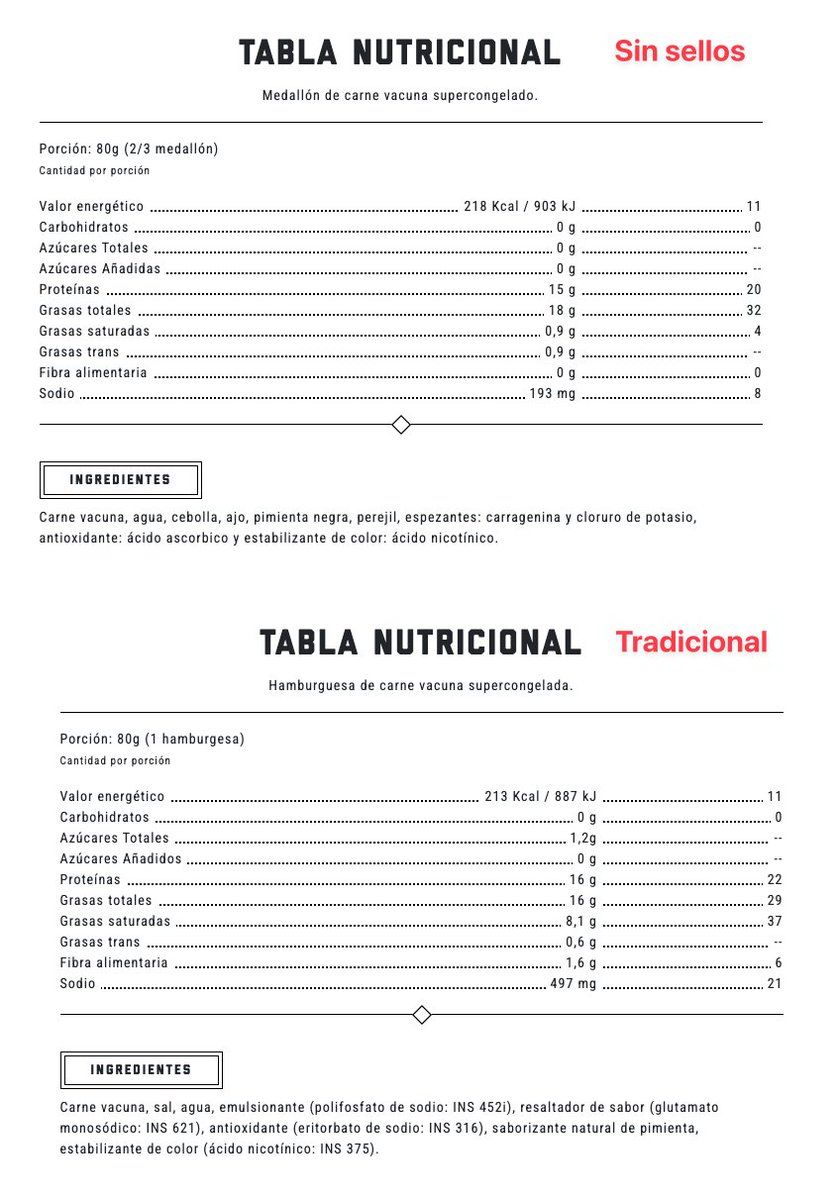 TABLA NUTRICIONAL Sin sellos
Medallón de carne vacuna supercongelado.
Porción: 80g (2/3 medallón)
Cantidad por porción
Valor energético 218 Kcal / 903 kJ 11
Carbohidratos 0 g 0
Azúcares Totales 0 g --
Azúcares Añadidas 0 g --
Proteínas 15 g 20
Grasas totales 18 g 32
Grasas saturadas 0,9 g 4
Grasas trans 0,9 g --
Fibra alimentaria 0 g 0
Sodio 193 mg 8
INGREDIENTES
Carne vacuna, agua, cebolla, ajo, pimienta negra, perejil, espezantes: carragenina y cloruro de potasio,
antioxidante: ácido ascorbico y estabilizante de color: ácido nicotínico.
TABLA NUTRICIONAL Tradicional
Hamburguesa de carne vacuna supercongelada.
Porción: 80g (1 hamburgesa)
Cantidad por porción
Valor energético 213 Kcal / 887 kJ 11
Carbohidratos 0 g 0
Azúcares Totales 1,2g --
Azúcares Añadidos 0 g --
Proteínas 16 g 22
Grasas totales 16 g 29
Grasas saturadas 8,1 g 37
Grasas trans 0,6 g --
Fibra alimentaria 1,6 g 6
Sodio 497 mg 21
INGREDIENTES
Carne vacuna, sal, agua, emulsionante (polifosfato de sodio: INS 452i), resaltador de sabor (glutamato
monosódico: INS 621), antioxidante (eritorbato de sodio: INS 316), saborizante natural de pimienta,
estabilizante de color (ácido nicotínico: INS 375).